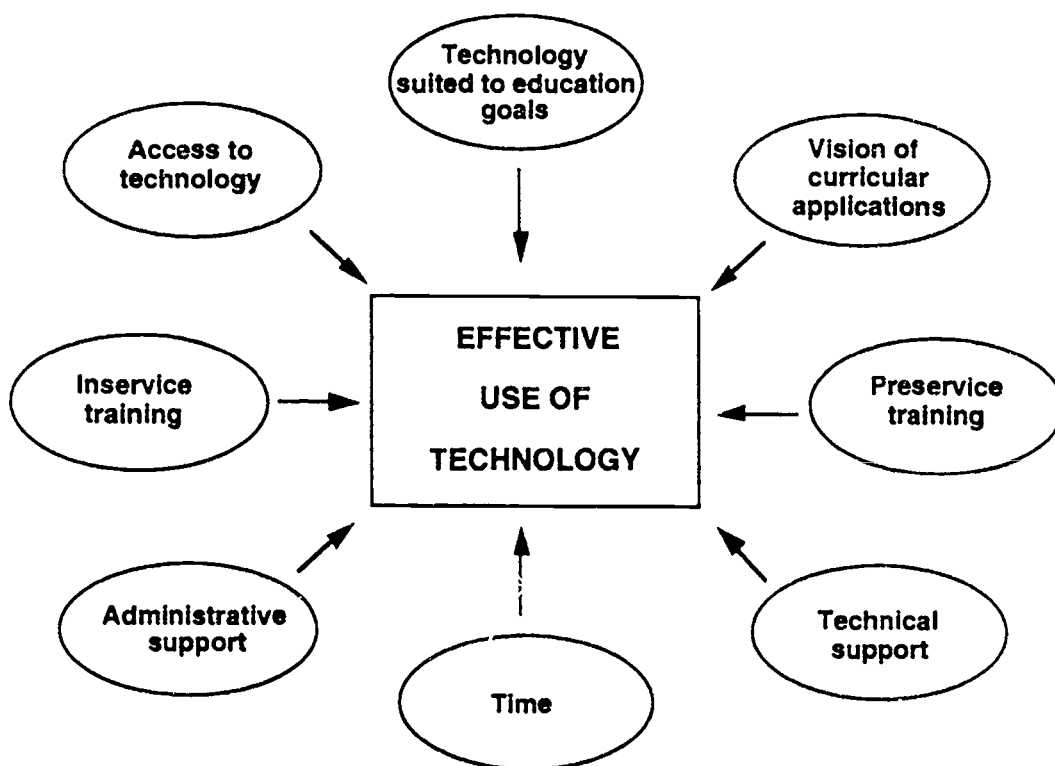 Technology
suited to education
goals
Access to
technology
Vision of
curricular
applications
EFFECTIVE
USE OF
TECHNOLOGY
Inservice
training
Preservice
training
Administrative
support
Technical
support
Time